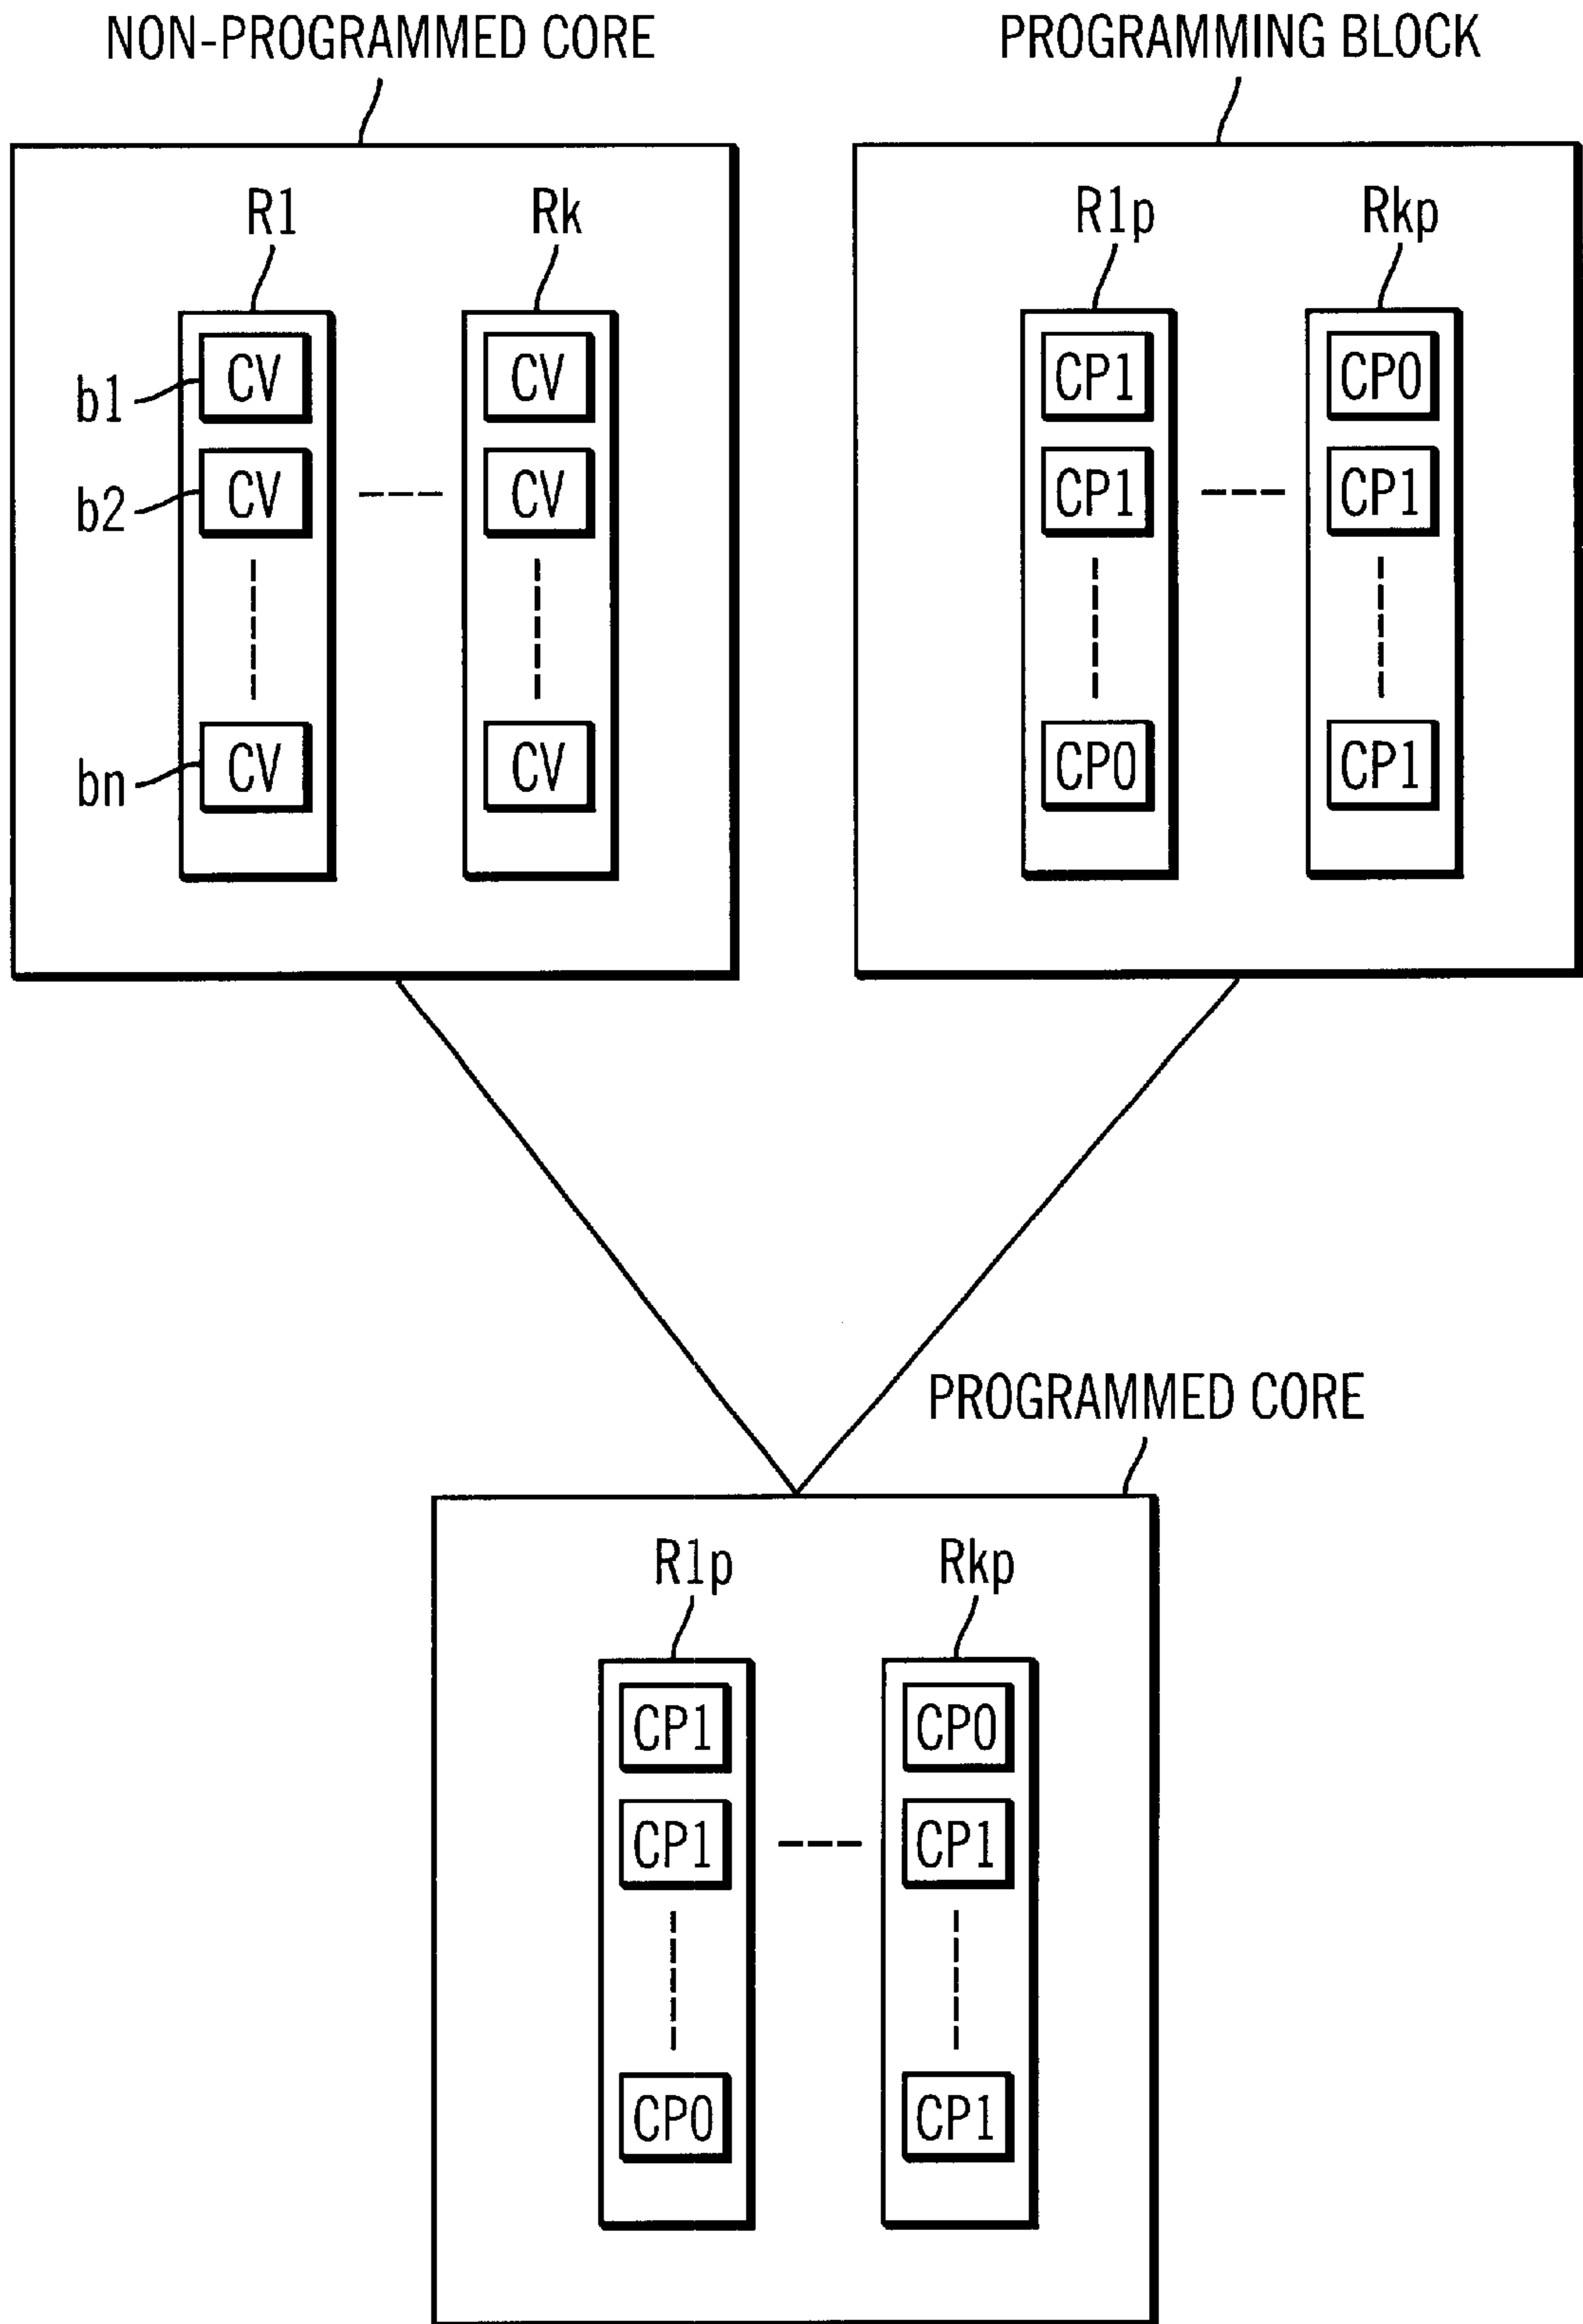 NON-PROGRAMMED CORE
PROGRAMMING BLOCK
R1
Rk
R1p
Rkp
b1
CV
CV
CP1
CP0
b2
CV
CV
CP1
CP1
bn
CV
CV
CP0
CP1
PROGRAMMED CORE
R1p
Rkp
CP1
CP0
CP1
CP1
CP0
CP1